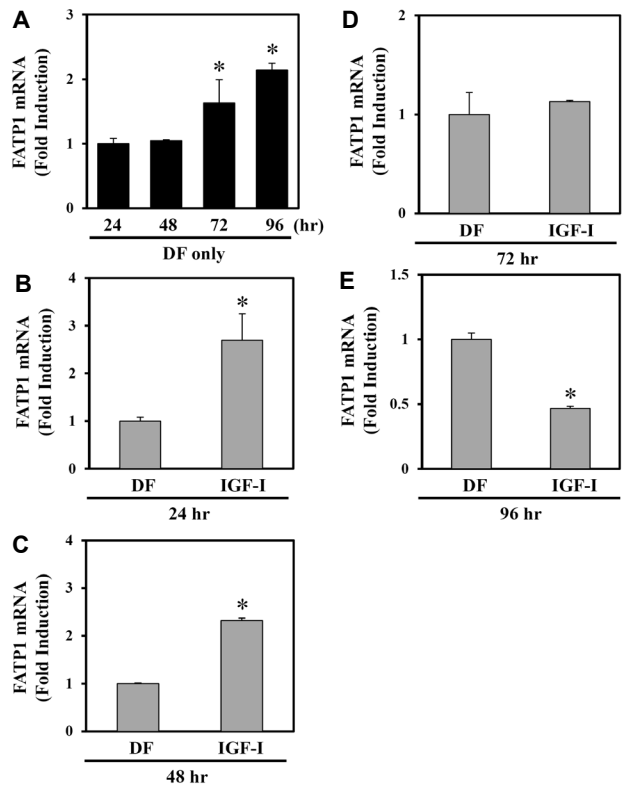 A
FATP1 mRNA
(Fold Induction)
3
2
1
0
*
*
24 48 72 96 (hr)
DF only
B
FATP1 mRNA
(Fold Induction)
4
3
2
1
0
*
DF IGF-I
24 hr
C
FATP1 mRNA
(Fold Induction)
4
3
2
1
0
*
DF IGF-I
48 hr
D
FATP1 mRNA
(Fold Induction)
2
1
0
DF IGF-I
72 hr
E
FATP1 mRNA
(Fold Induction)
1.5
1
0.5
0
*
DF IGF-I
96 hr